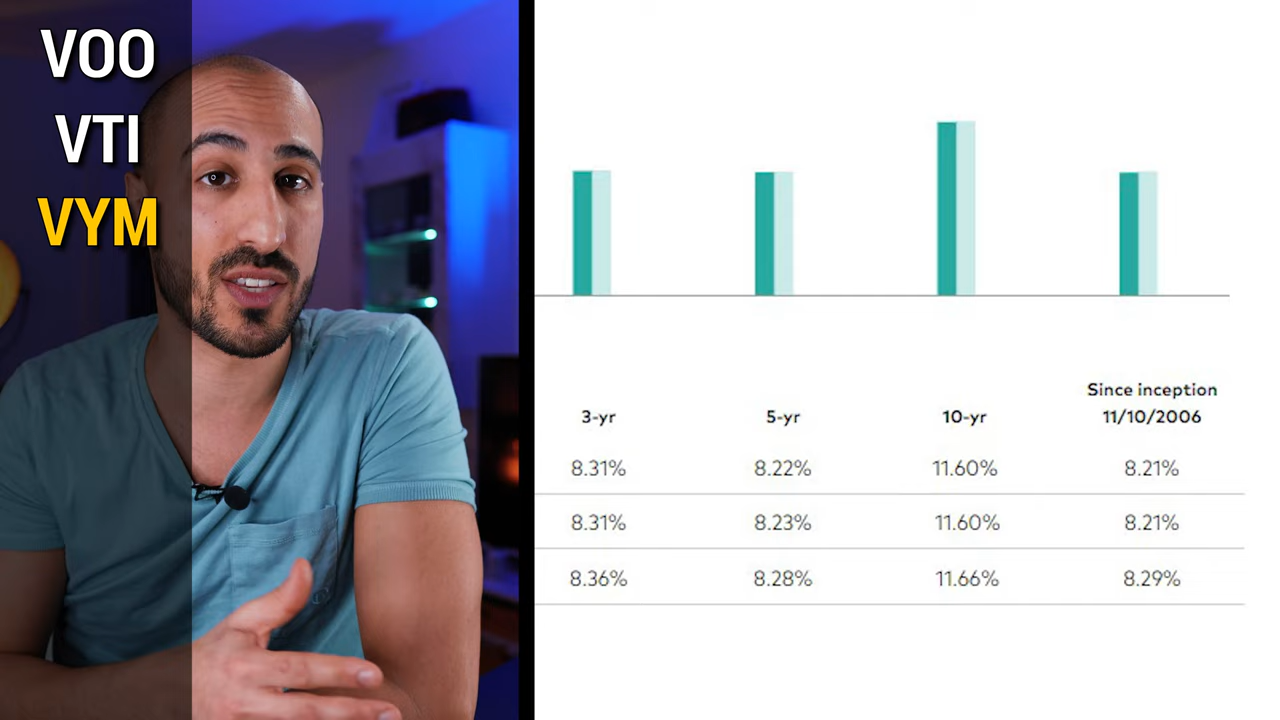 VOO
VTI
VYM
Since inception
3-yr 5-yr 10-yr 11/10/2006
8.31% 8.22% 11.60% 8.21%
8.31% 8.23% 11.60% 8.21%
8.36% 8.28% 11.66% 8.29%